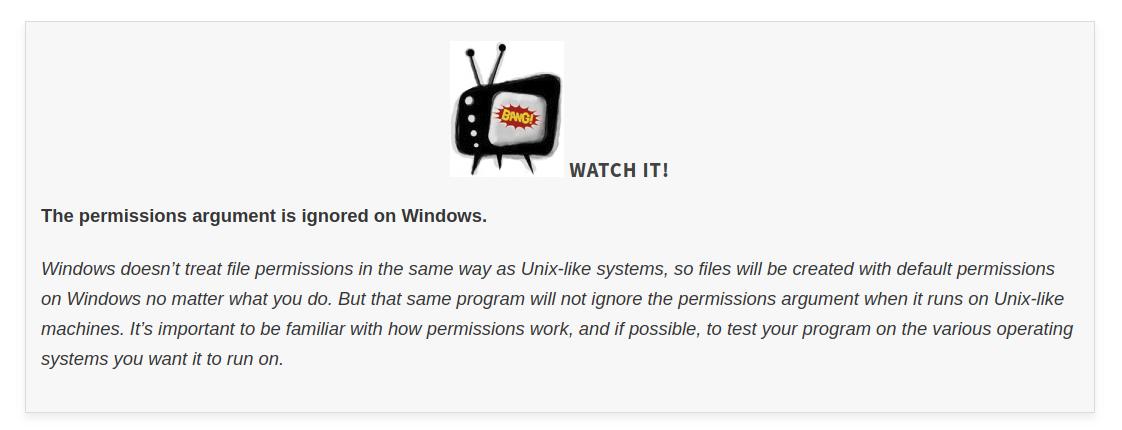 BANG!
WATCH IT!
The permissions argument is ignored on Windows.
Windows doesn’t treat file permissions in the same way as Unix-like systems, so files will be created with default permissions
on Windows no matter what you do. But that same program will not ignore the permissions argument when it runs on Unix-like
machines. It’s important to be familiar with how permissions work, and if possible, to test your program on the various operating
systems you want it to run on.